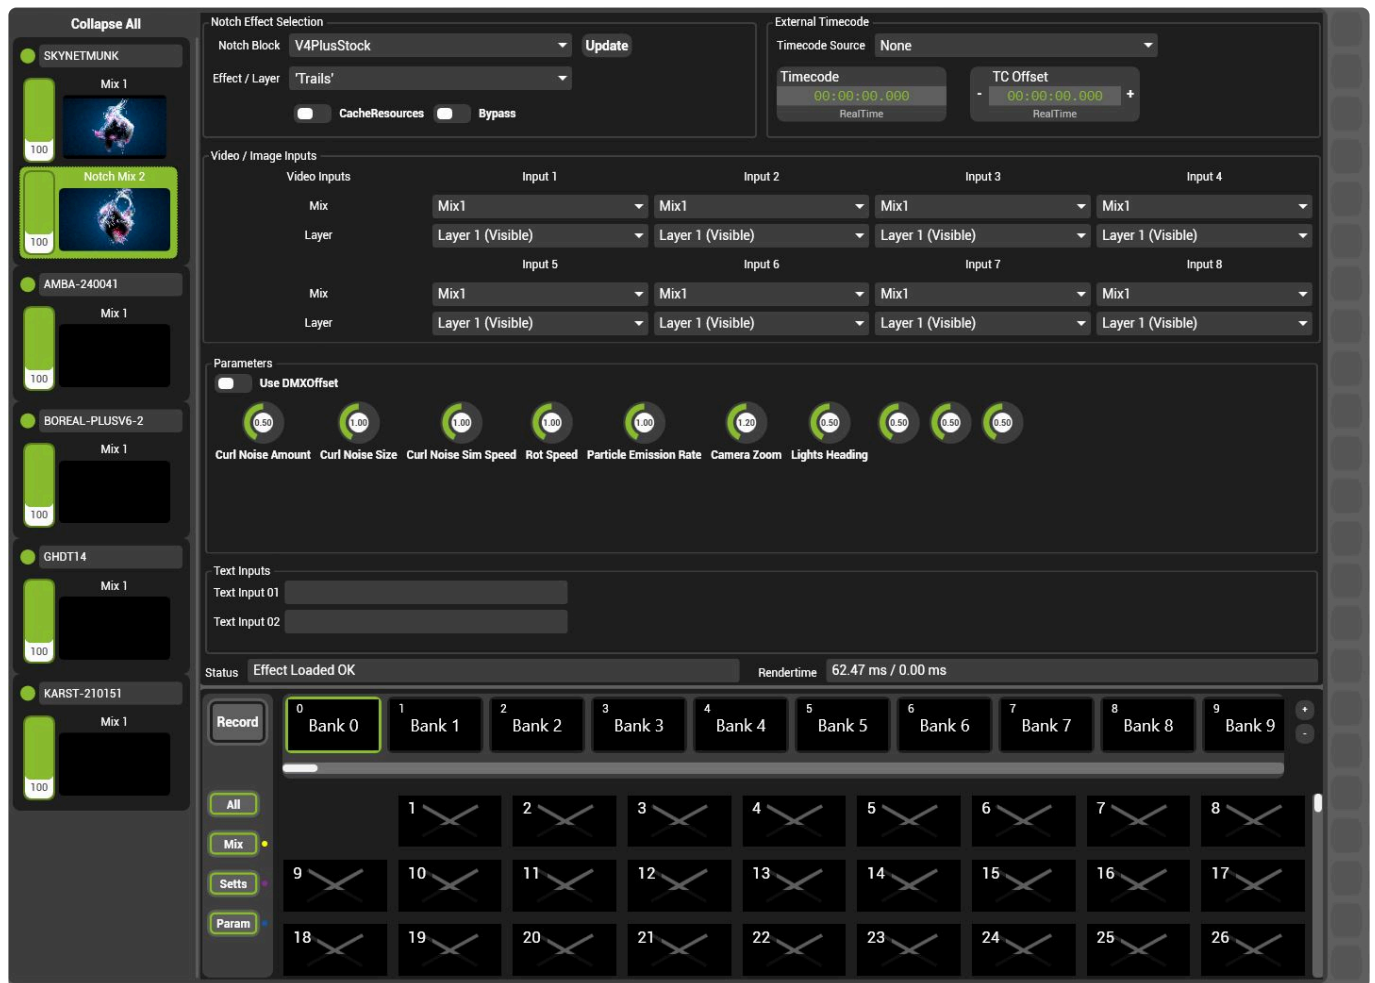 Collapse All
SKYNETMUNK
Mix 1
100
Notch Mix 2
100
AMBA-240041
Mix 1
100
BOREAL-PLUSV6-2
Mix 1
100
GHDT14
Mix 1
100
KARST-210151
Mix 1
100
Notch Effect Selection
Notch Block V4PlusStock Update
Effect / Layer 'Trails'
CacheResources Bypass
External Timecode
Timecode Source None
Timecode TC Offset
00:00:00.000 - 00:00:00.000 +
RealTime RealTime
Video / Image Inputs
Video Inputs Input 1 Input 2 Input 3 Input 4
Mix Mix1 Mix1 Mix1 Mix1
Layer Layer 1 (Visible) Layer 1 (Visible) Layer 1 (Visible) Layer 1 (Visible)
Input 5 Input 6 Input 7 Input 8
Mix Mix1 Mix1 Mix1 Mix1
Layer Layer 1 (Visible) Layer 1 (Visible) Layer 1 (Visible) Layer 1 (Visible)
Parameters
Use DMXOffset
0.50 1.00 1.00 1.00 1.00 1.20 0.50 0.50 0.50 0.50
Curl Noise Amount Curl Noise Size Curl Noise Sim Speed Rot Speed Particle Emission Rate Camera Zoom Lights Heading
Text Inputs
Text Input 01
Text Input 02
Status Effect Loaded OK Rendertime 62.47 ms / 0.00 ms
Record
0 1 2 3 4 5 6 7 8 9 +
Bank 0 Bank 1 Bank 2 Bank 3 Bank 4 Bank 5 Bank 6 Bank 7 Bank 8 Bank 9 -
All
Mix
Setts
Param
1 2 3 4 5 6 7 8
9 10 11 12 13 14 15 16 17
18 19 20 21 22 23 24 25 26